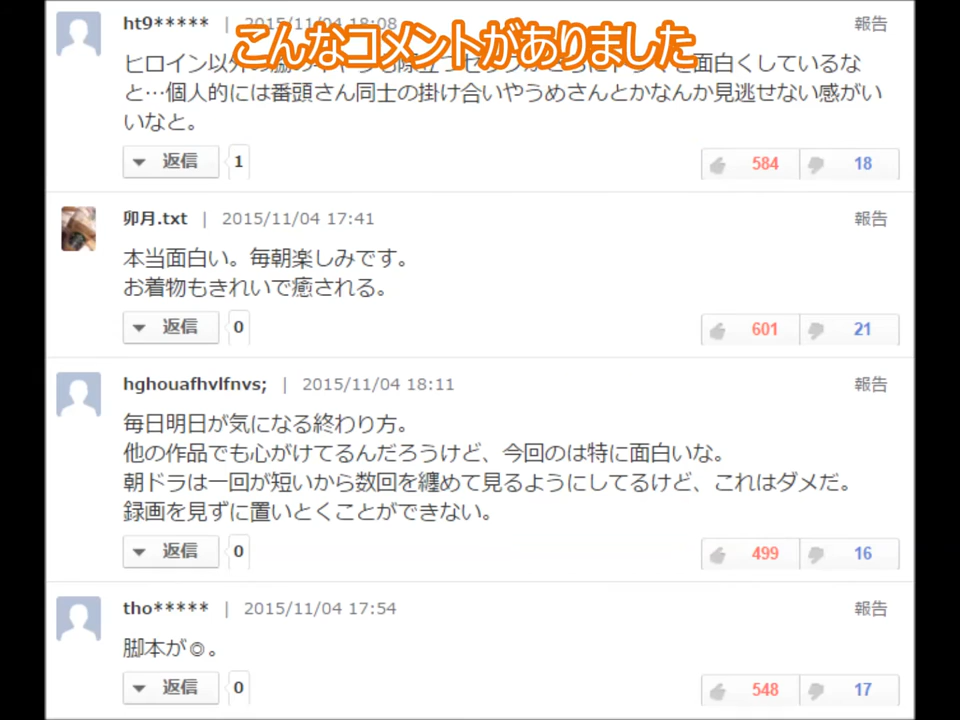 こんなコメントがありました
ht9***** | 2015/11/04 18:08 報告
面白くしているな
と…個人的には番頭さん同士の掛け合いやうめさんとかなんか見逃せない感がい
いなと。
返信 1 584 18
卯月.txt | 2015/11/04 17:41 報告
本当面白い。毎朝楽しみです。
お着物もきれいで癒される。
返信 0 601 21
hghouafhvlfnvs; | 2015/11/04 18:11 報告
毎日明日が気になる終わり方。
他の作品でも心がけてるんだろうけど、今回のは特に面白いな。
朝ドラは一回が短いから数回を纏めて見るようにしてるけど、これはダメだ。
録画を見ずに置いとくことができない。
返信 0 499 16
tho***** | 2015/11/04 17:54 報告
脚本が◎。
返信 0 548 17